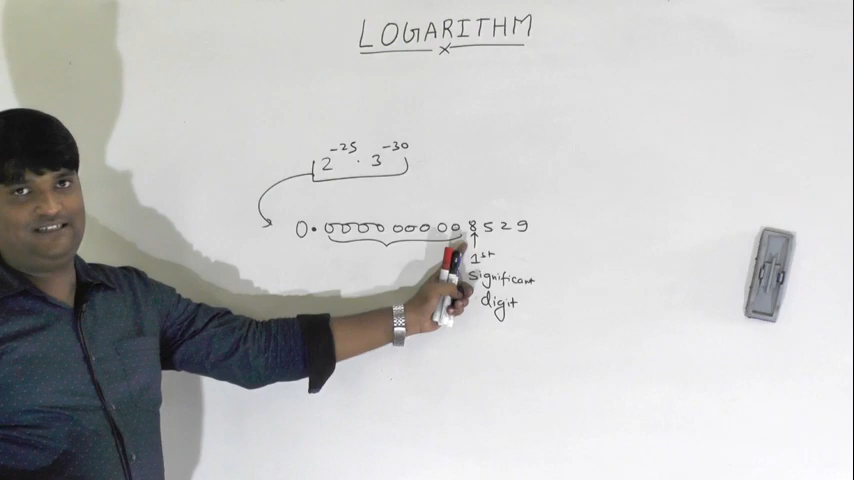 LOGARITHM
x
2⁻²⁵ · 3⁻³⁰
0.0000000008529
1st
significant
digit